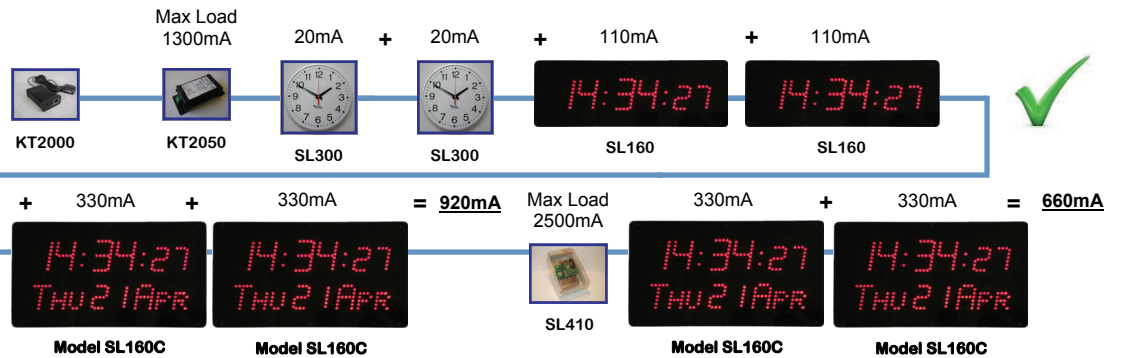 Max Load
1300mA 20mA + 20mA + 110mA + 110mA
14:34:27 14:34:27
KT2000 KT2050 SL300 SL300 SL160 SL160
+ 330mA + 330mA = 920mA Max Load 2500mA 330mA + 330mA = 660mA
14:34:27 14:34:27 14:34:27 14:34:27
THU21APR THU21APR THU21APR THU21APR
SL410
Model SL160C Model SL160C Model SL160C Model SL160C